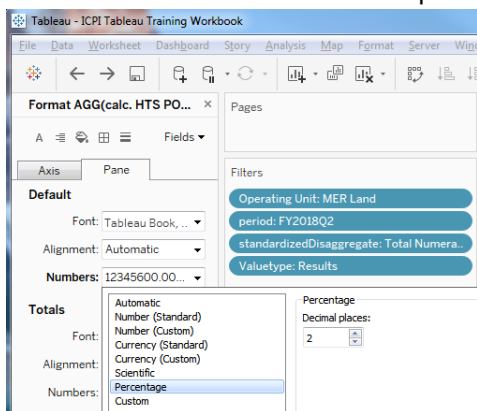 Tableau - ICPI Tableau Training Workbook
File Data Worksheet Dashboard Story Analysis Map Format Server Win
Format AGG(calc. HTS PO... ×
Fields
Axis Pane
Default
Font: Tableau Book, ..
Alignment: Automatic
Numbers: 12345600.00...
Totals
Font:
Alignment:
Numbers:
Automatic
Number (Standard)
Number (Custom)
Currency (Standard)
Currency (Custom)
Scientific
Percentage
Custom
Pages
Filters
Operating Unit: MER Land
period: FY2018Q2
standardizedDisaggregate: Total Numera..
Valuetype: Results
Percentage
Decimal places:
2